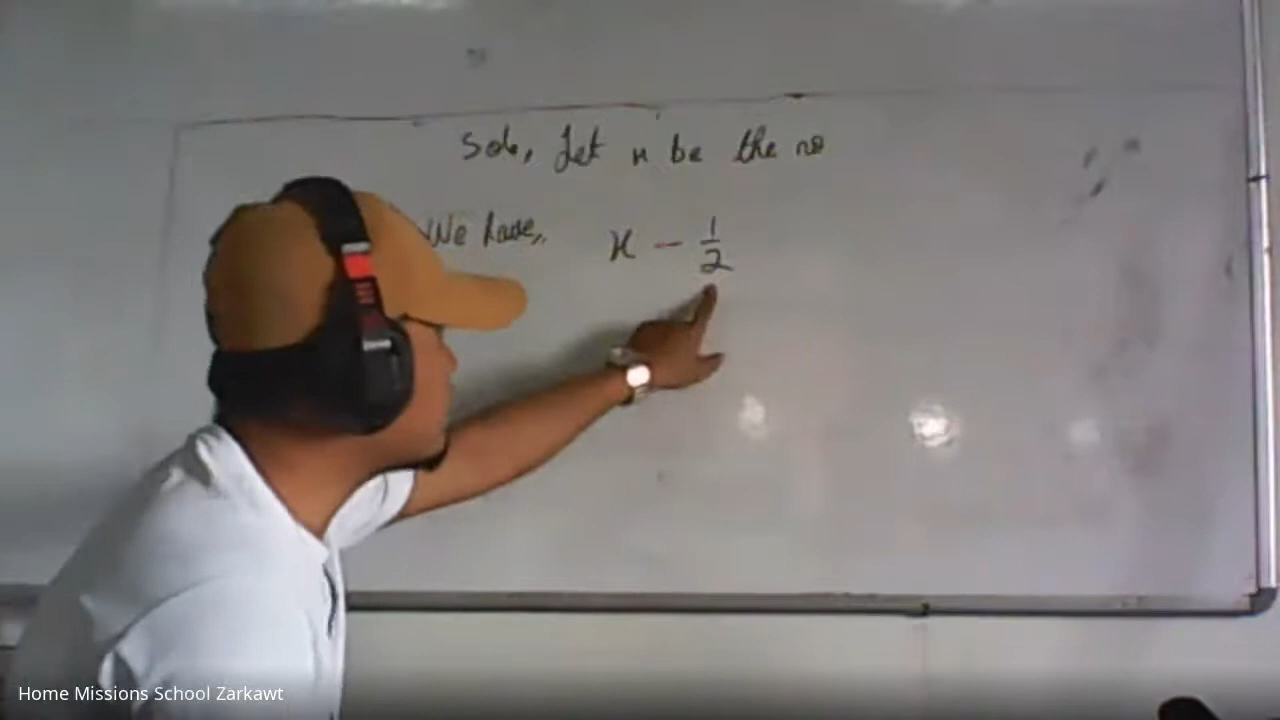 Soln, Let x be the no
We have, x - 1/2
Home Missions School Zarkawt